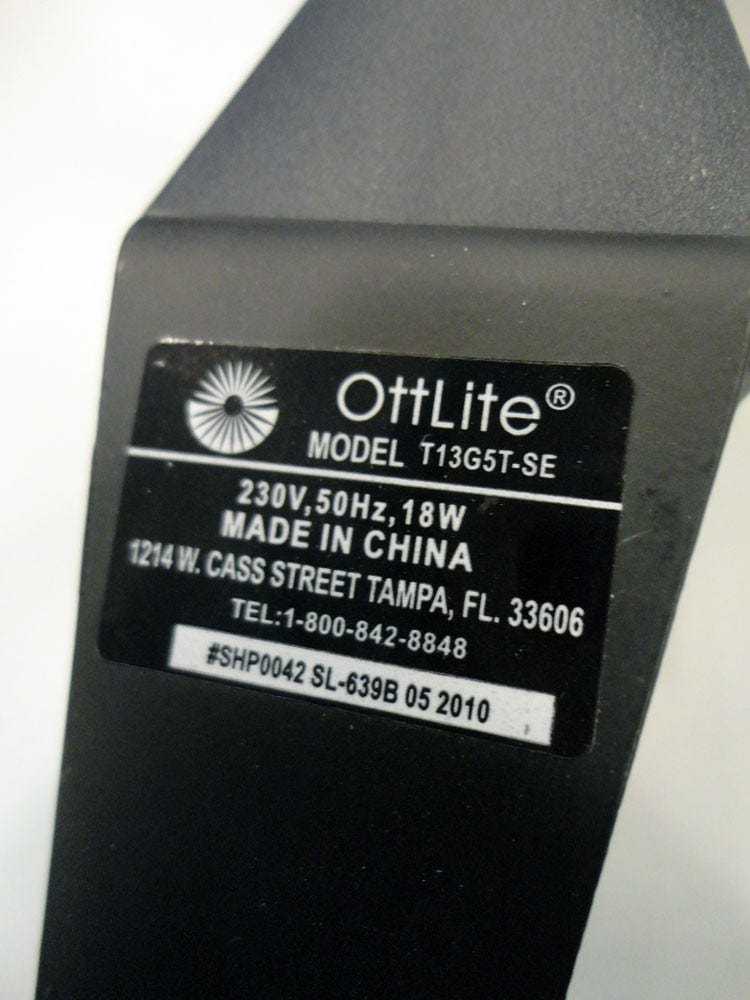 OttLite®
MODEL T13G5T-SE
230V,50Hz,18W
MADE IN CHINA
1214 W. CASS STREET TAMPA, FL. 33606
TEL:1-800-842-8848
#SHP0042 SL-639B 05 2010